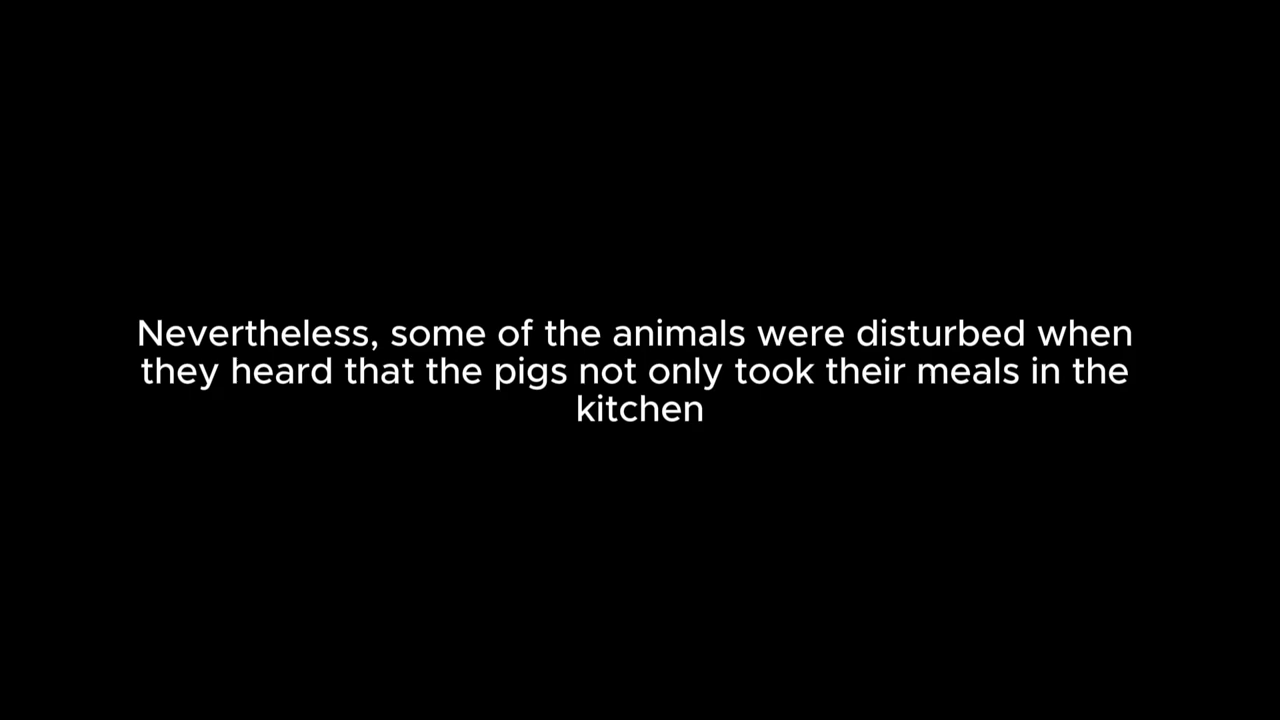 Nevertheless, some of the animals were disturbed when
they heard that the pigs not only took their meals in the
kitchen